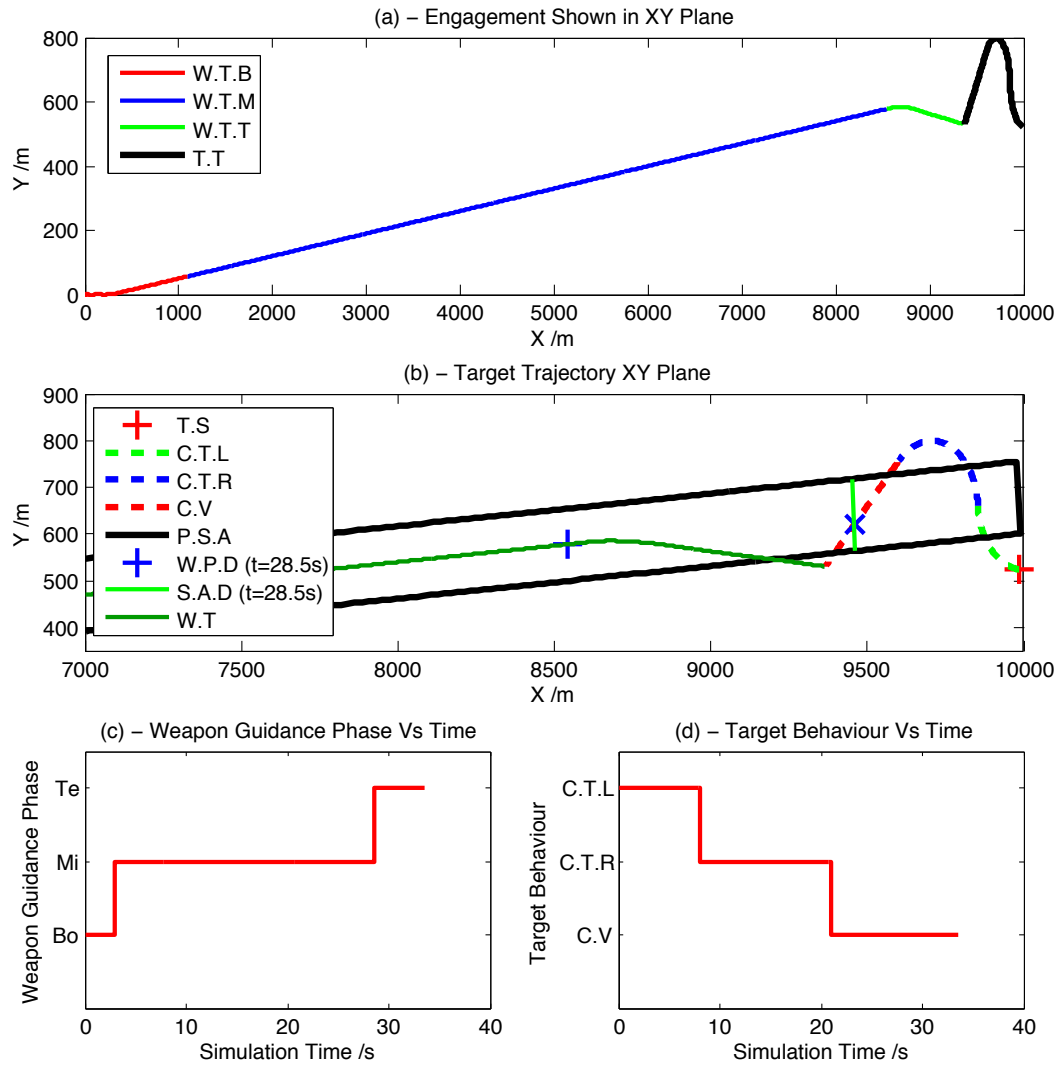 (a) – Engagement Shown in XY Plane
800
600
400
200
0
Y /m
W.T.B
W.T.M
W.T.T
T.T
0 1000 2000 3000 4000 5000 6000 7000 8000 9000 10000
X /m
(b) – Target Trajectory XY Plane
900
800
700
600
500
400
Y /m
T.S
C.T.L
C.T.R
C.V
P.S.A
W.P.D (t=28.5s)
S.A.D (t=28.5s)
W.T
7000 7500 8000 8500 9000 9500 10000
X /m
(c) – Weapon Guidance Phase Vs Time
Weapon Guidance Phase
Te
Mi
Bo
0 10 20 30 40
Simulation Time /s
(d) – Target Behaviour Vs Time
Target Behaviour
C.T.L
C.T.R
C.V
0 10 20 30 40
Simulation Time /s